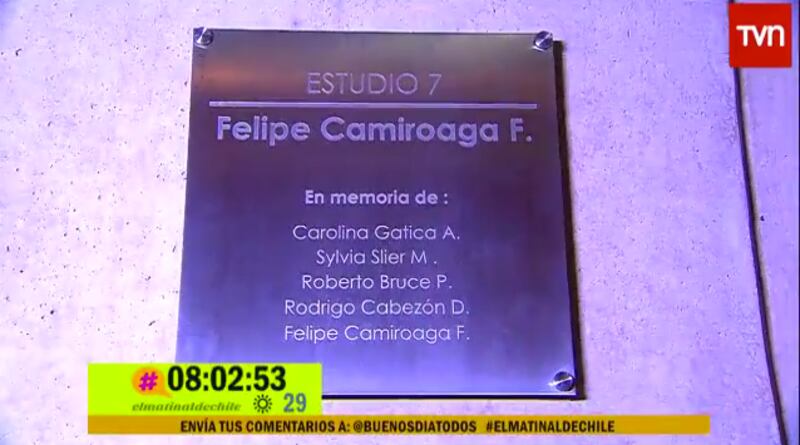 TVN
ESTUDIO 7
Felipe Camiroaga F.
En memoria de :
Carolina Gatica A.
Sylvia Slier M .
Roberto Bruce P.
Rodrigo Cabezón D.
Felipe Camiroaga F.
# 08:02:53
elmatinaldechile 29
ENVÍA TUS COMENTARIOS A: @BUENOSDIATODOS #ELMATINALDECHILE